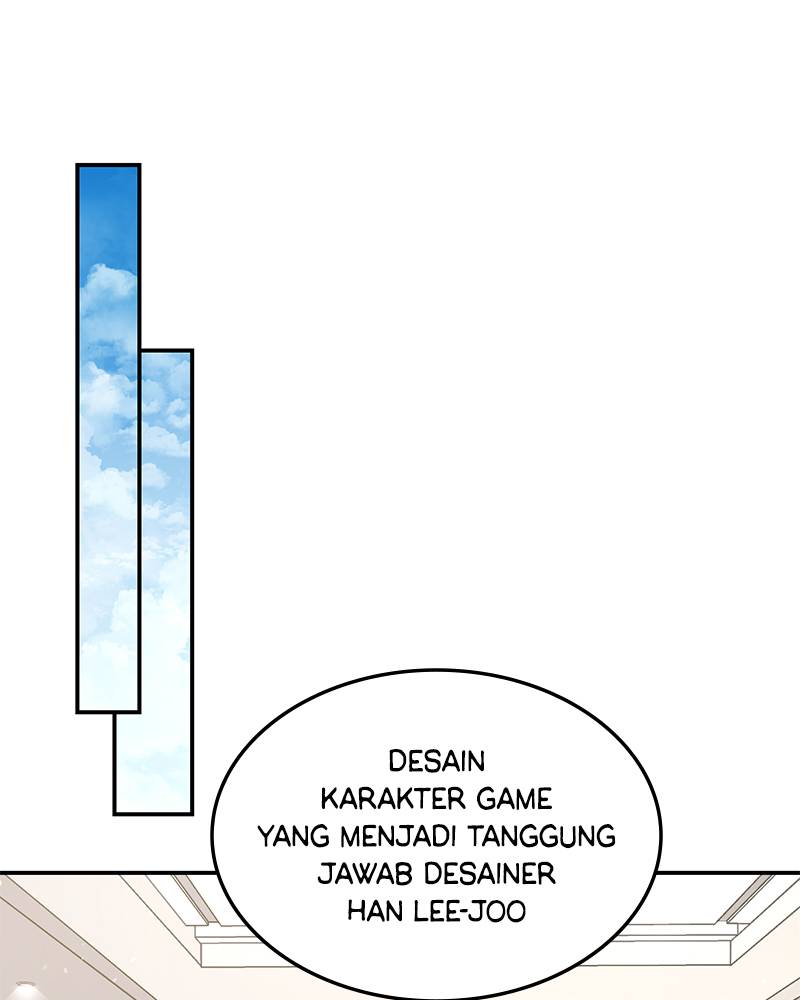 DESAIN
KARAKTER GAME
YANG MENJADI TANGGUNG
JAWAB DESAINER
HAN LEE-JOO